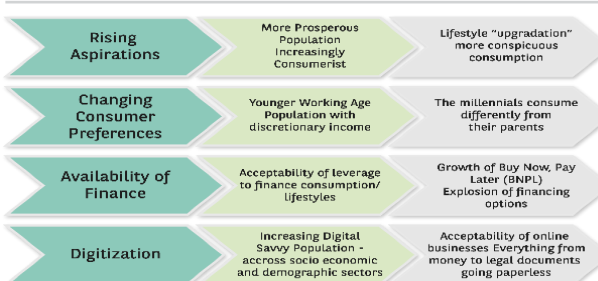 Rising
Aspirations
More Prosperous
Population
Increasingly
Consumerist
Lifestyle “upgradation”
more conspicuous
consumption
Changing
Consumer
Preferences
Younger Working Age
Population with
discretionary income
The millennials consume
differently from
their parents
Availability of
Finance
Acceptability of leverage
to finance consumption/
lifestyles
Growth of Buy Now, Pay
Later (BNPL)
Explosion of financing
options
Digitization
Increasing Digital
Savvy Population -
accross socio economic
and demographic sectors
Acceptability of online
businesses Everything from
money to legal documents
going paperless